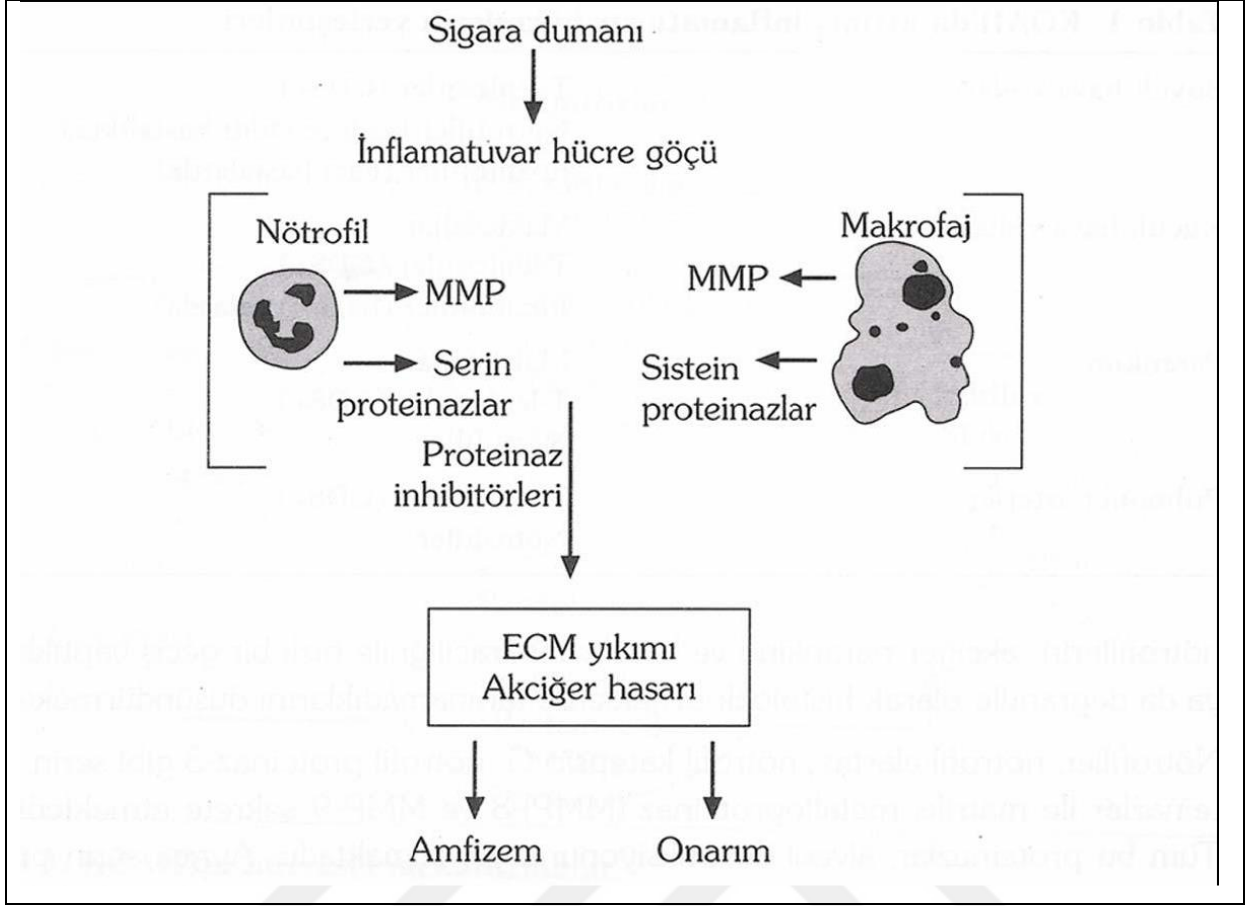 Sigara dumanı
İnflamatuvar hücre göçü
Nötrofil
MMP
Serin
proteinazlar
Makrofaj
MMP
Sistein
proteinazlar
Proteinaz
inhibitörleri
ECM yıkımı
Akciğer hasarı
Amfizem
Onarım